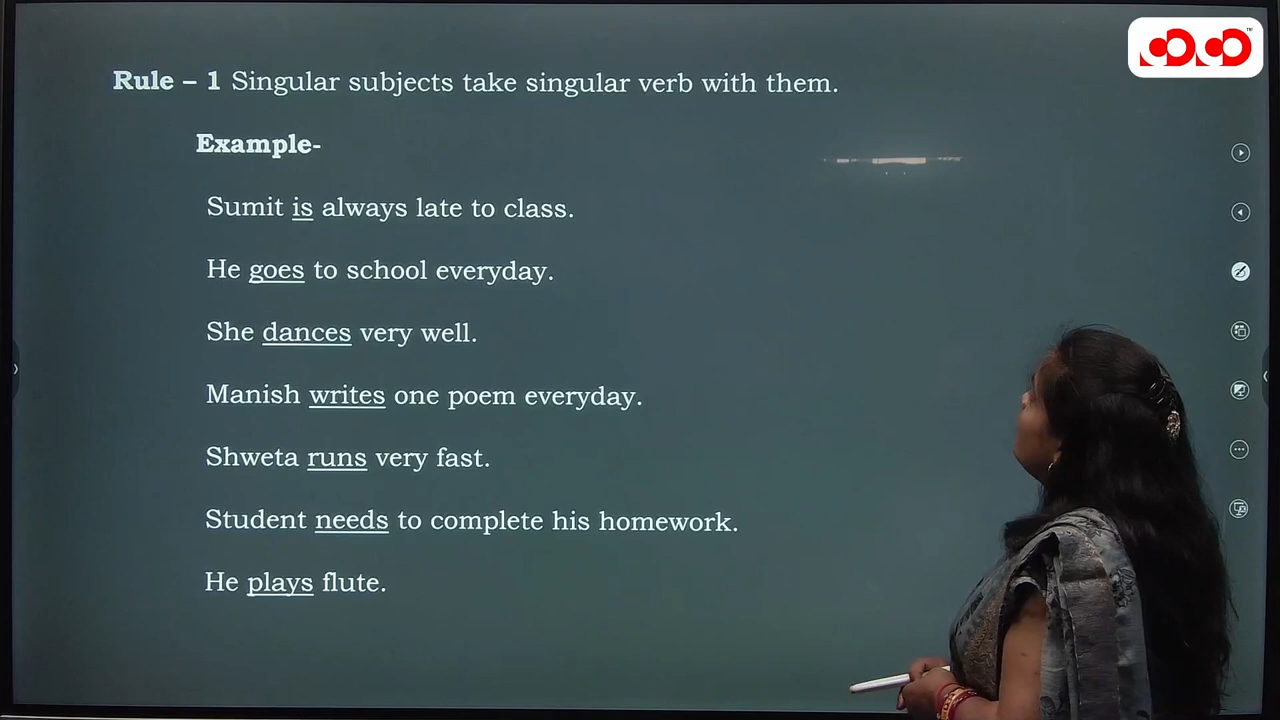 Rule – 1 Singular subjects take singular verb with them.
Example-
Sumit is always late to class.
He goes to school everyday.
She dances very well.
Manish writes one poem everyday.
Shweta runs very fast.
Student needs to complete his homework.
He plays flute.